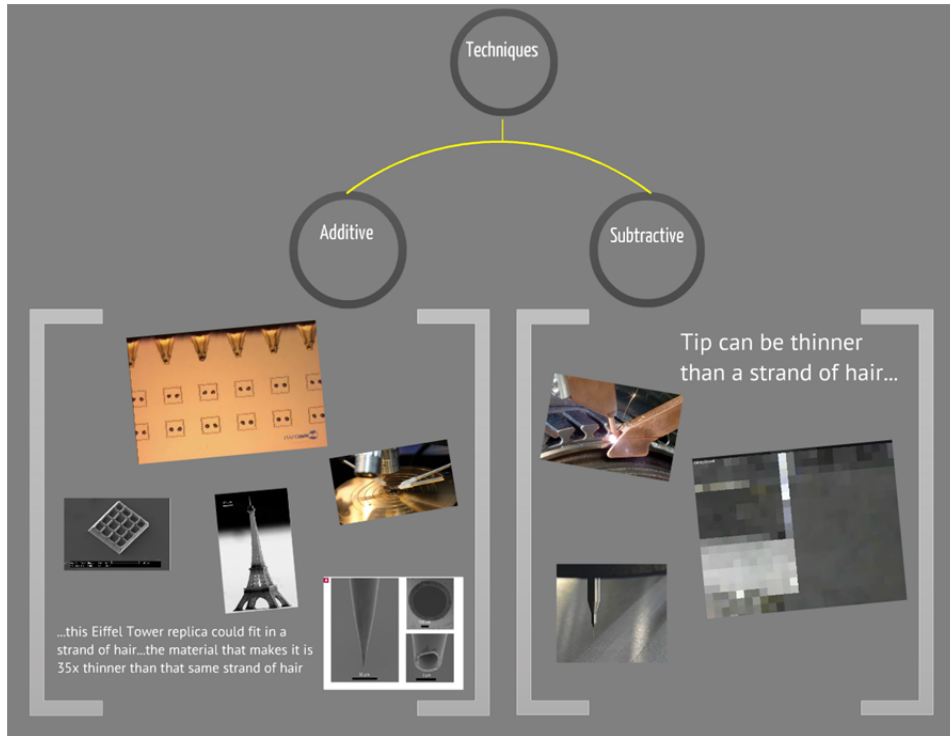 Techniques
Additive
Subtractive
Tip can be thinner
than a strand of hair...
...this Eiffel Tower replica could fit in a
strand of hair...the material that makes it is
35x thinner than that same strand of hair